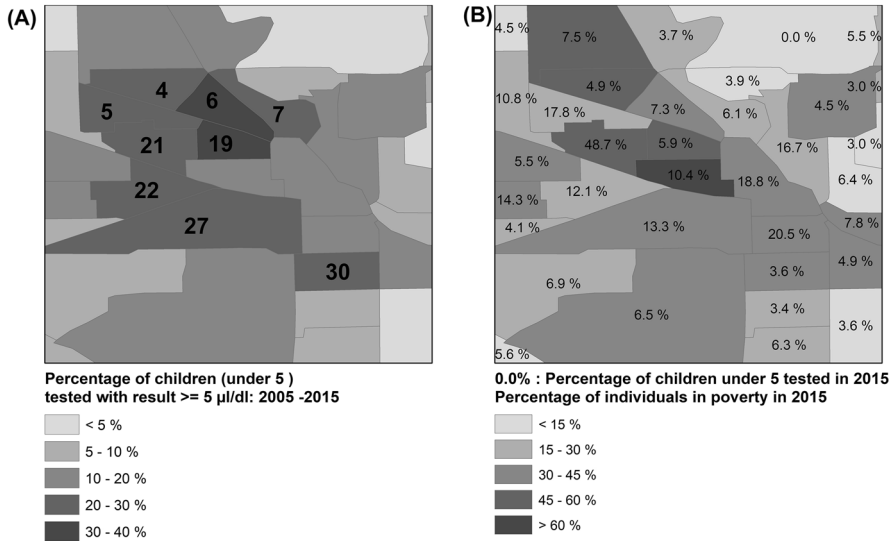 (A)
4
5
6
7
21
19
22
27
30
Percentage of children (under 5 )
tested with result >= 5 µl/dl: 2005 -2015
< 5 %
5 - 10 %
10 - 20 %
20 - 30 %
30 - 40 %
(B)
4.5 %
7.5 %
3.7 %
0.0 %
5.5 %
4.9 %
3.9 %
3.0 %
10.8 %
17.8 %
7.3 %
6.1 %
4.5 %
48.7 %
5.9 %
16.7 %
3.0 %
5.5 %
10.4 %
18.8 %
6.4 %
14.3 %
12.1 %
4.1 %
13.3 %
20.5 %
7.8 %
6.9 %
3.6 %
4.9 %
6.5 %
3.4 %
3.6 %
5.6 %
6.3 %
0.0% : Percentage of children under 5 tested in 2015
Percentage of individuals in poverty in 2015
< 15 %
15 - 30 %
30 - 45 %
45 - 60 %
> 60 %